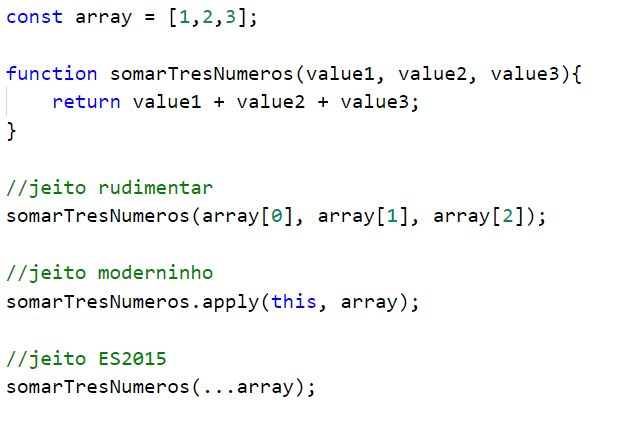 const array = [1,2,3];
function somarTresNumeros(value1, value2, value3){
    return value1 + value2 + value3;
}
//jeito rudimentar
somarTresNumeros(array[0], array[1], array[2]);
//jeito moderninho
somarTresNumeros.apply(this, array);
//jeito ES2015
somarTresNumeros(...array);